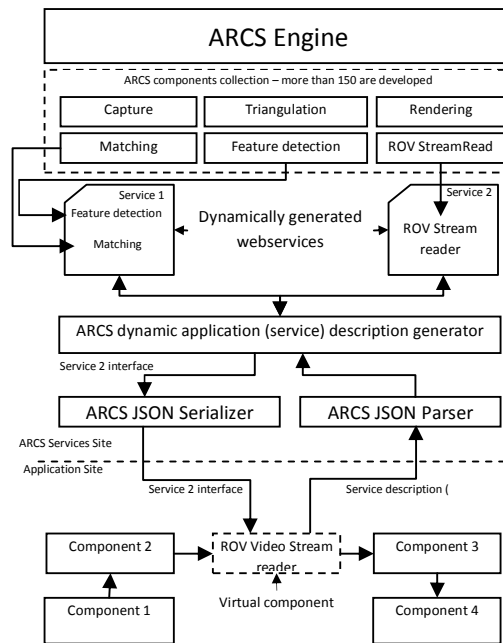 ARCS Engine
ARCS components collection – more than 150 are developed
Capture
Triangulation
Rendering
Matching
Feature detection
ROV StreamRead
Service 1
Feature detection
Matching
Dynamically generated
webservices
Service 2
ROV Stream
reader
ARCS dynamic application (service) description generator
Service 2 interface
ARCS JSON Serializer
ARCS JSON Parser
ARCS Services Site
Application Site
Service 2 interface
Service description (
Component 2
ROV Video Stream
reader
Component 3
Virtual component
Component 1
Component 4